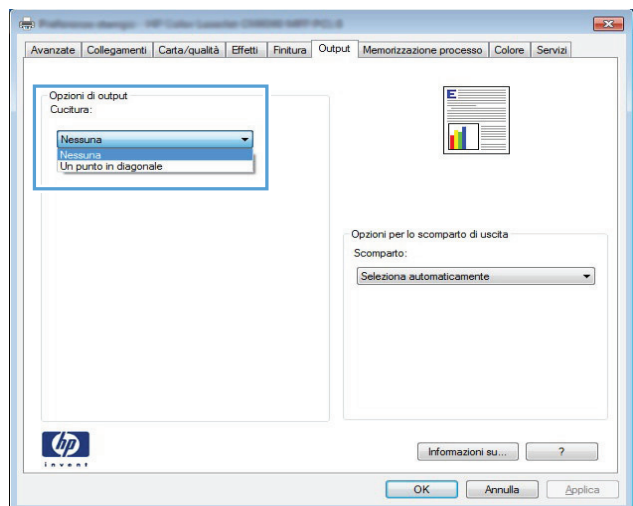 Avanzate Collegamenti Carta/qualità Effetti Finitura Output Memorizzazione processo Colore Servizi
Opzioni di output
Cucitura:
Nessuna
Nessuna
Un punto in diagonale
E
Opzioni per lo scomparto di uscita
Scomparto:
Seleziona automaticamente
hp
invent
Informazioni su... ?
OK Annulla Applica